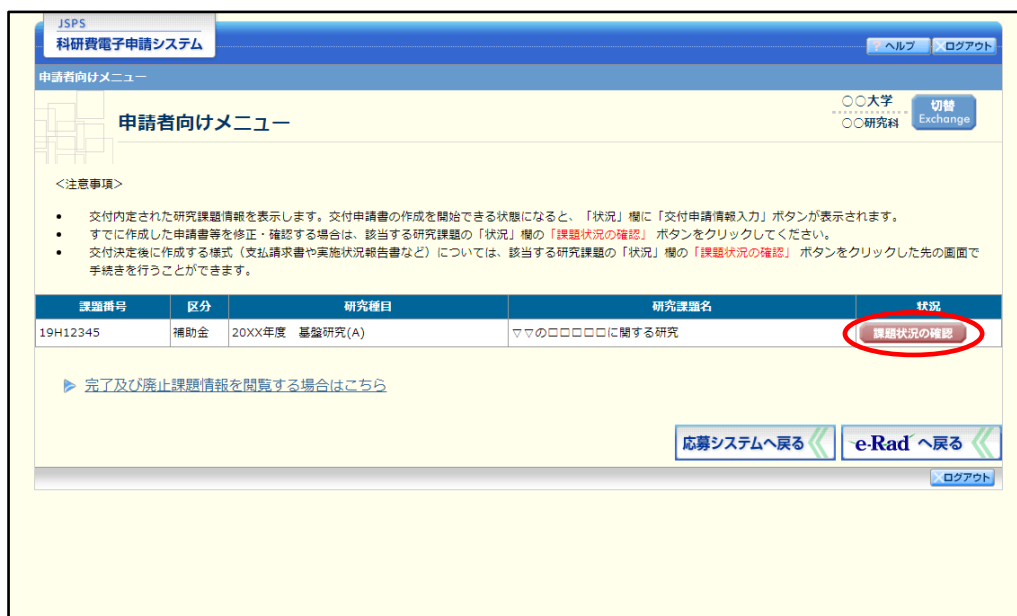 JSPS
科研費電子申請システム
? ヘルプ
ログアウト
申請者向けメニュー
申請者向けメニュー
○○大学
○○研究科
切替
Exchange
＜注意事項＞
• 交付内定された研究課題情報を表示します。交付申請書の作成を開始できる状態になると、「状況」欄に「交付申請情報入力」ボタンが表示されます。
• すでに作成した申請書等を修正・確認する場合は、該当する研究課題の「状況」欄の「課題状況の確認」 ボタンをクリックしてください。
• 交付決定後に作成する様式（支払請求書や実施状況報告書など）については、該当する研究課題の「状況」欄の「課題状況の確認」 ボタンをクリックした先の画面で
手続きを行うことができます。
課題番号 区分 研究種目 研究課題名 状況
19H12345 補助金 20XX年度 基盤研究(A) ▽▽の□□□□□に関する研究 課題状況の確認
完了及び廃止課題情報を閲覧する場合はこちら
応募システムへ戻る
e-Rad へ戻る
ログアウト